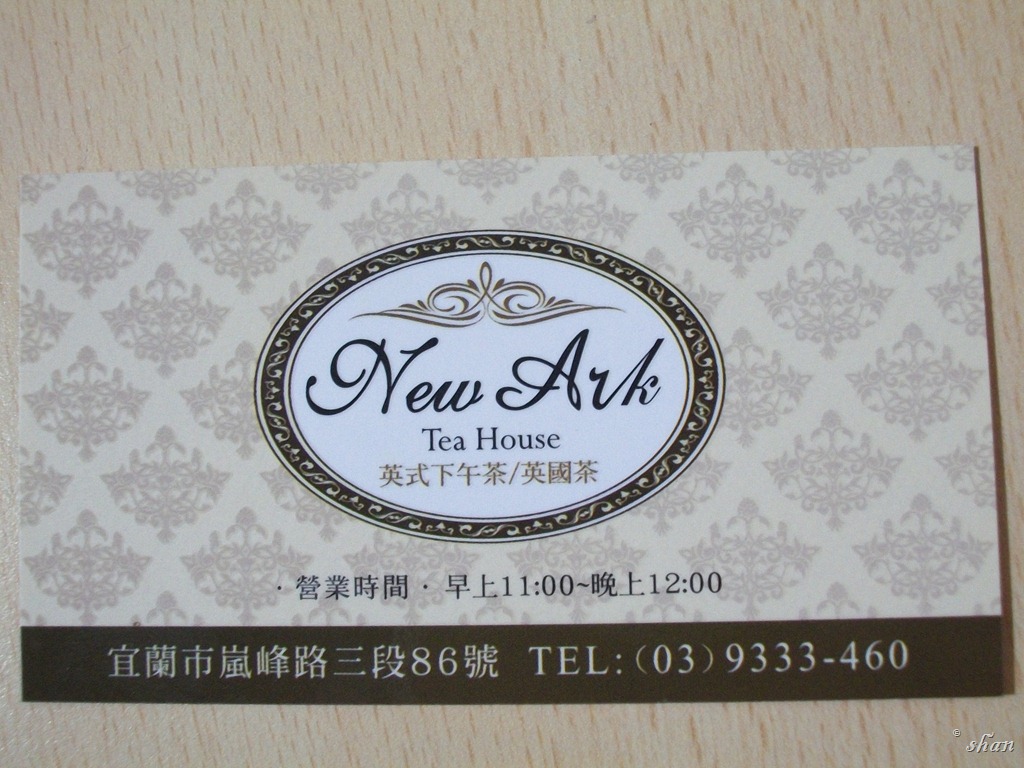 New Ark
Tea House
英式下午茶/英國茶
·營業時間· 早上11:00~晚上12:00
宜蘭市嵐峰路三段86號 TEL:(03)9333-460
© shan